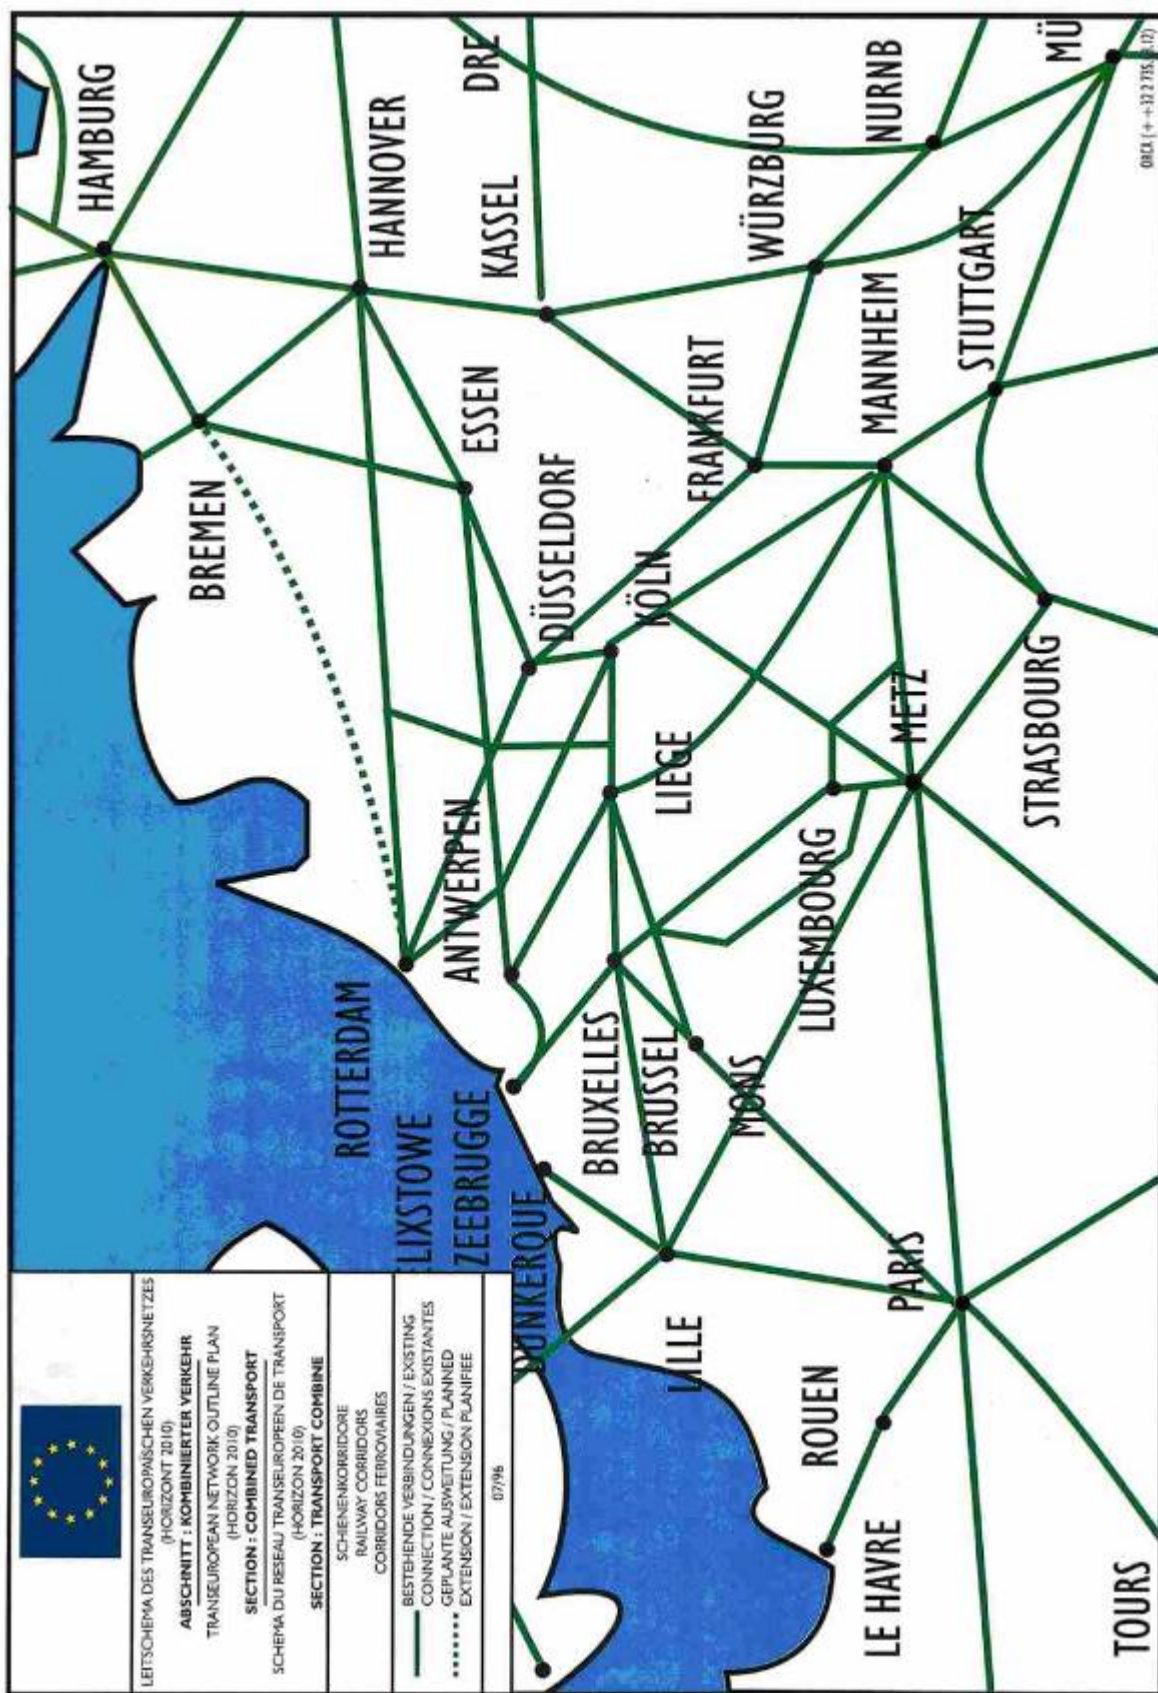 LEITSCHEMA DES TRANSEUROPÄISCHEN VERKEHRSNETZES
(HORIZONT 2010)
ABSCHNITT : KOMBINIERTER VERKEHR
TRANSEUROPEAN NETWORK OUTLINE PLAN
(HORIZON 2010)
SECTION : COMBINED TRANSPORT
SCHEMA DU RESEAU TRANSEUROPEEN DE TRANSPORT
(HORIZON 2010)
SECTION : TRANSPORT COMBINE
SCHIENENKORRIDORE
RAILWAY CORRIDORS
CORRIDORS FERROVIAIRES
BESTEHENDE VERBINDUNGEN / EXISTING
CONNECTION / CONNEXIONS EXISTANTES
GEPLANTE AUSWEITUNG / PLANNED
EXTENSION / EXTENSION PLANIFIEE
07/96
HAMBURG
BREMEN
HANNOVER
ROTTERDAM
ELIXSTOWE
ZEEBRUGGE
ANTWERPEN
ESSEN
KASSEL
DRE
DUNKERQUE
DÜSSELDORF
BRUXELLES
BRUSSEL
KÖLN
LIEGE
LILLE
MONS
FRANKFURT
WÜRZBURG
ROUEN
LUXEMBOURG
LE HAVRE
PARIS
METZ
MANNHEIM
NURNB
STUTTGART
STRASBOURG
MÜ
TOURS